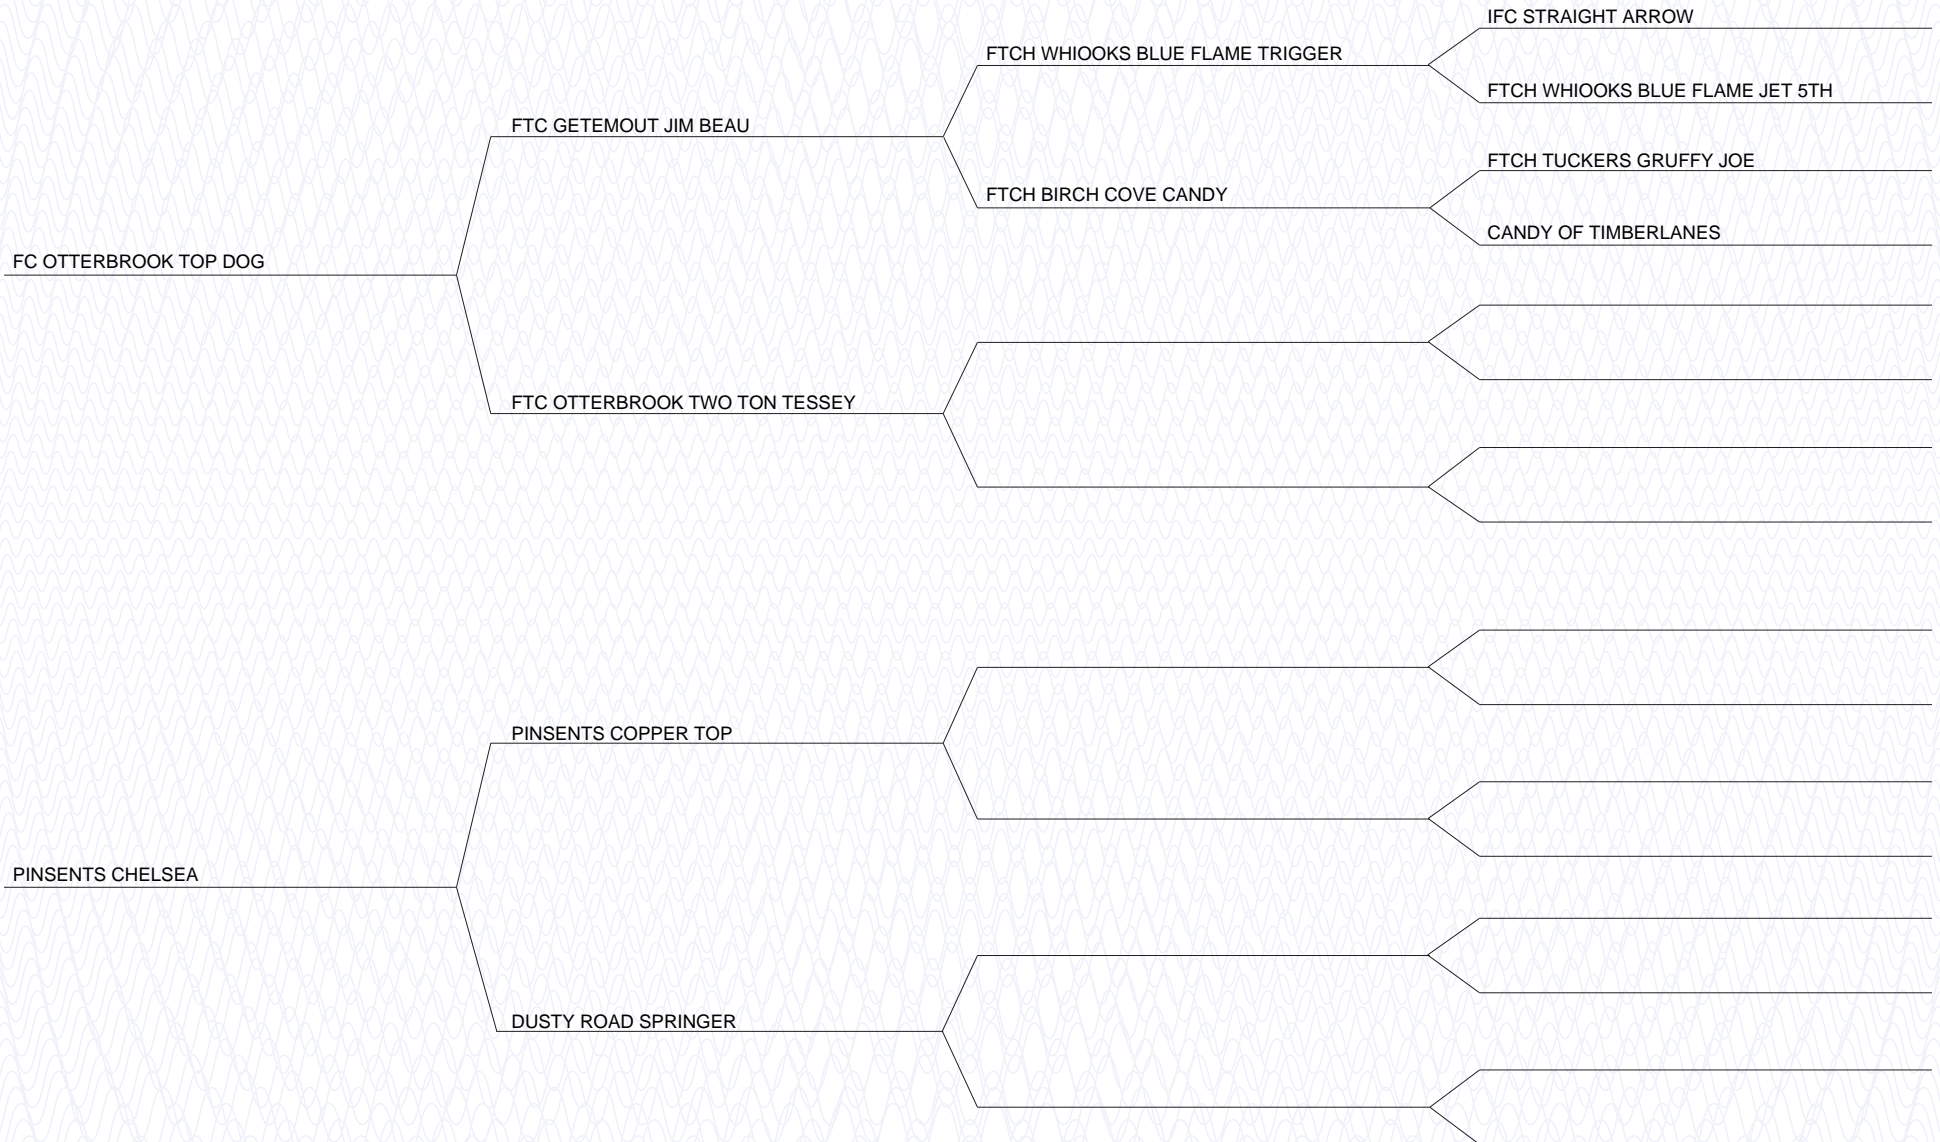 IFC STRAIGHT ARROW
FTCH WHIOOKS BLUE FLAME TRIGGER
FTCH WHIOOKS BLUE FLAME JET 5TH
FTC GETEMOUT JIM BEAU
FTCH TUCKERS GRUFFY JOE
FTCH BIRCH COVE CANDY
CANDY OF TIMBERLANES
FC OTTERBROOK TOP DOG
FTC OTTERBROOK TWO TON TESSEY
PINSENTS COPPER TOP
PINSENTS CHELSEA
DUSTY ROAD SPRINGER